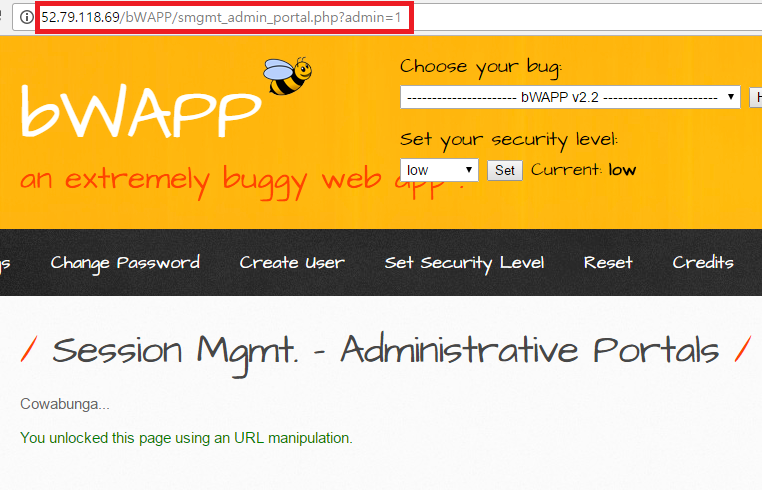 52.79.118.69/bWAPP/smgmt_admin_portal.php?admin=1
bWAPP
an extremely buggy web app !
Choose your bug:
---------------------- bWAPP v2.2 -----------------------
H
Set your security level:
low Set Current: low
gs Change Password Create User Set Security Level Reset Credits
/ Session Mgmt. - Administrative Portals /
Cowabunga...
You unlocked this page using an URL manipulation.